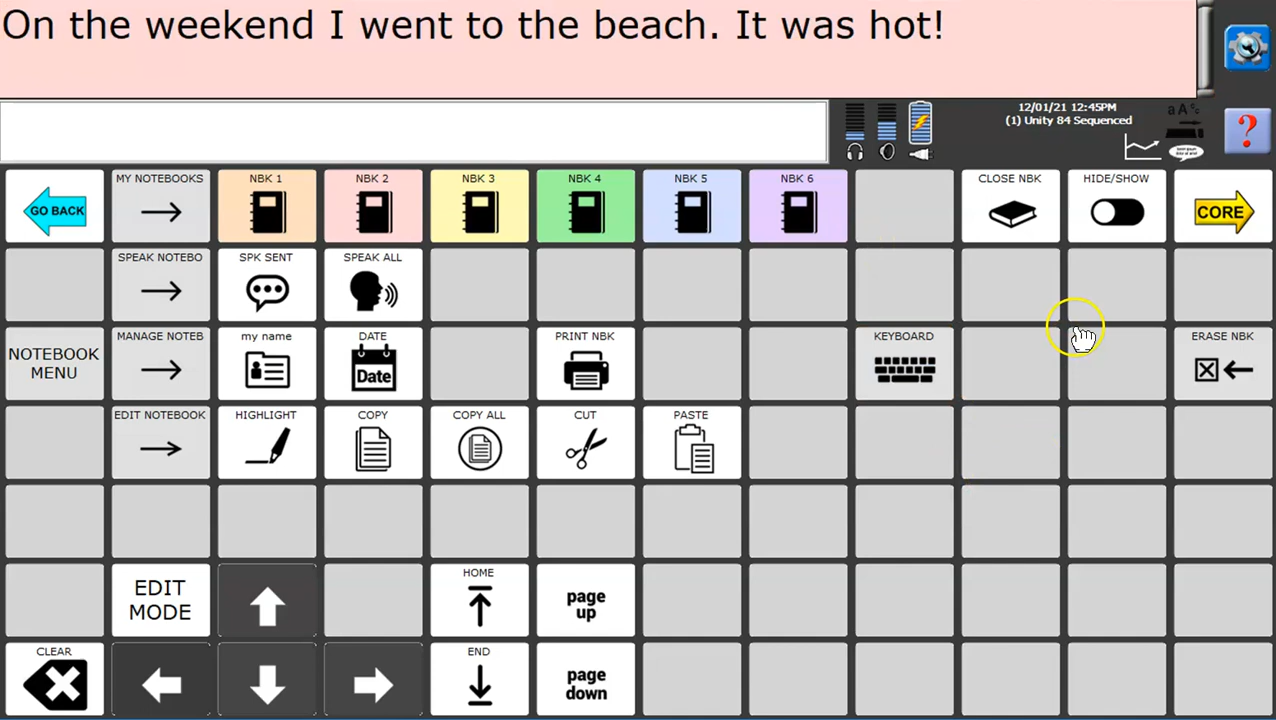 On the weekend I went to the beach. It was hot!
12/01/21 12:45PM
(1) Unity 84 Sequenced
aA°c
?
GO BACK
MY NOTEBOOKS
NBK 1
NBK 2
NBK 3
NBK 4
NBK 5
NBK 6
CLOSE NBK
HIDE/SHOW
CORE
SPEAK NOTEBO
SPK SENT
SPEAK ALL
NOTEBOOK
MENU
MANAGE NOTEB
my name
DATE
Date
PRINT NBK
KEYBOARD
ERASE NBK
EDIT NOTEBOOK
HIGHLIGHT
COPY
COPY ALL
CUT
PASTE
EDIT
MODE
HOME
page
up
CLEAR
END
page
down